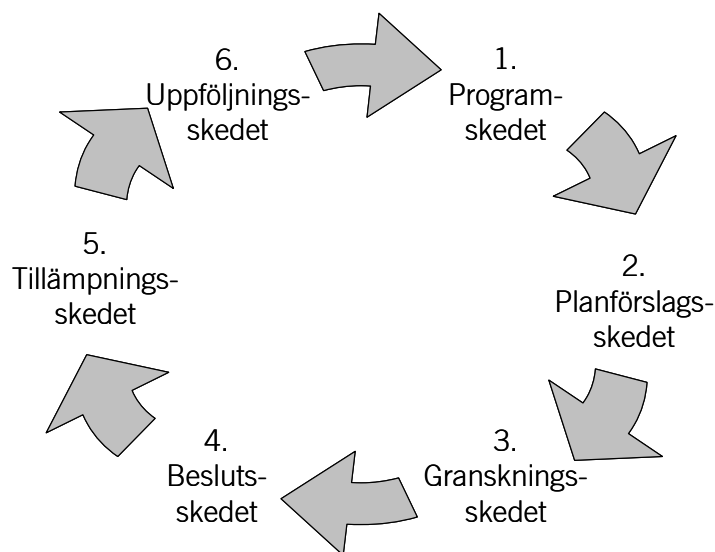 1.
Program-
skedet
2.
Planförslags-
skedet
3.
Gransknings-
skedet
4.
Besluts-
skedet
5.
Tillämpnings-
skedet
6.
Uppföljnings-
skedet